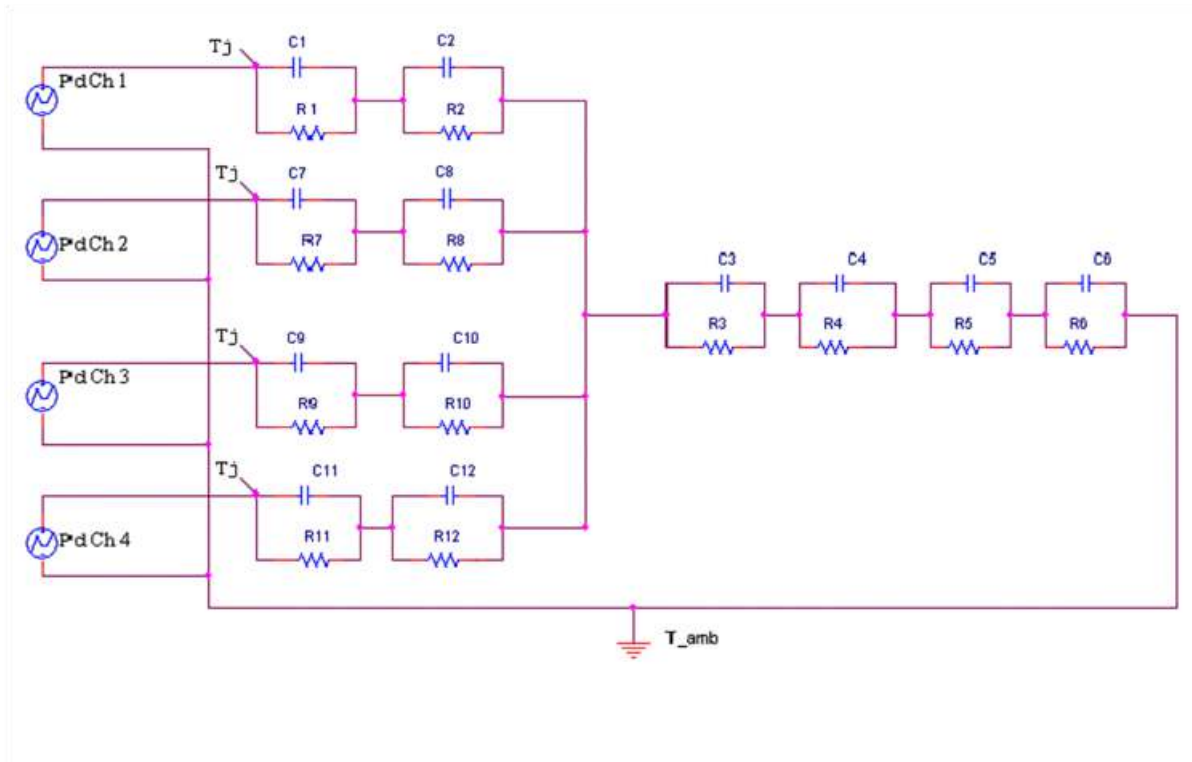 Tj
C1
C2
PdCh1
R1
R2
Tj
C7
C8
PdCh2
R7
R8
C3
C4
C5
C6
R3
R4
R5
R6
Tj
C9
C10
PdCh3
R9
R10
Tj
C11
C12
PdCh4
R11
R12
T_amb